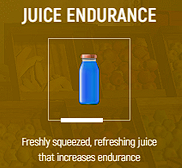 JUICE ENDURANCE
Freshly squeezed, refreshing juice
that increases endurance